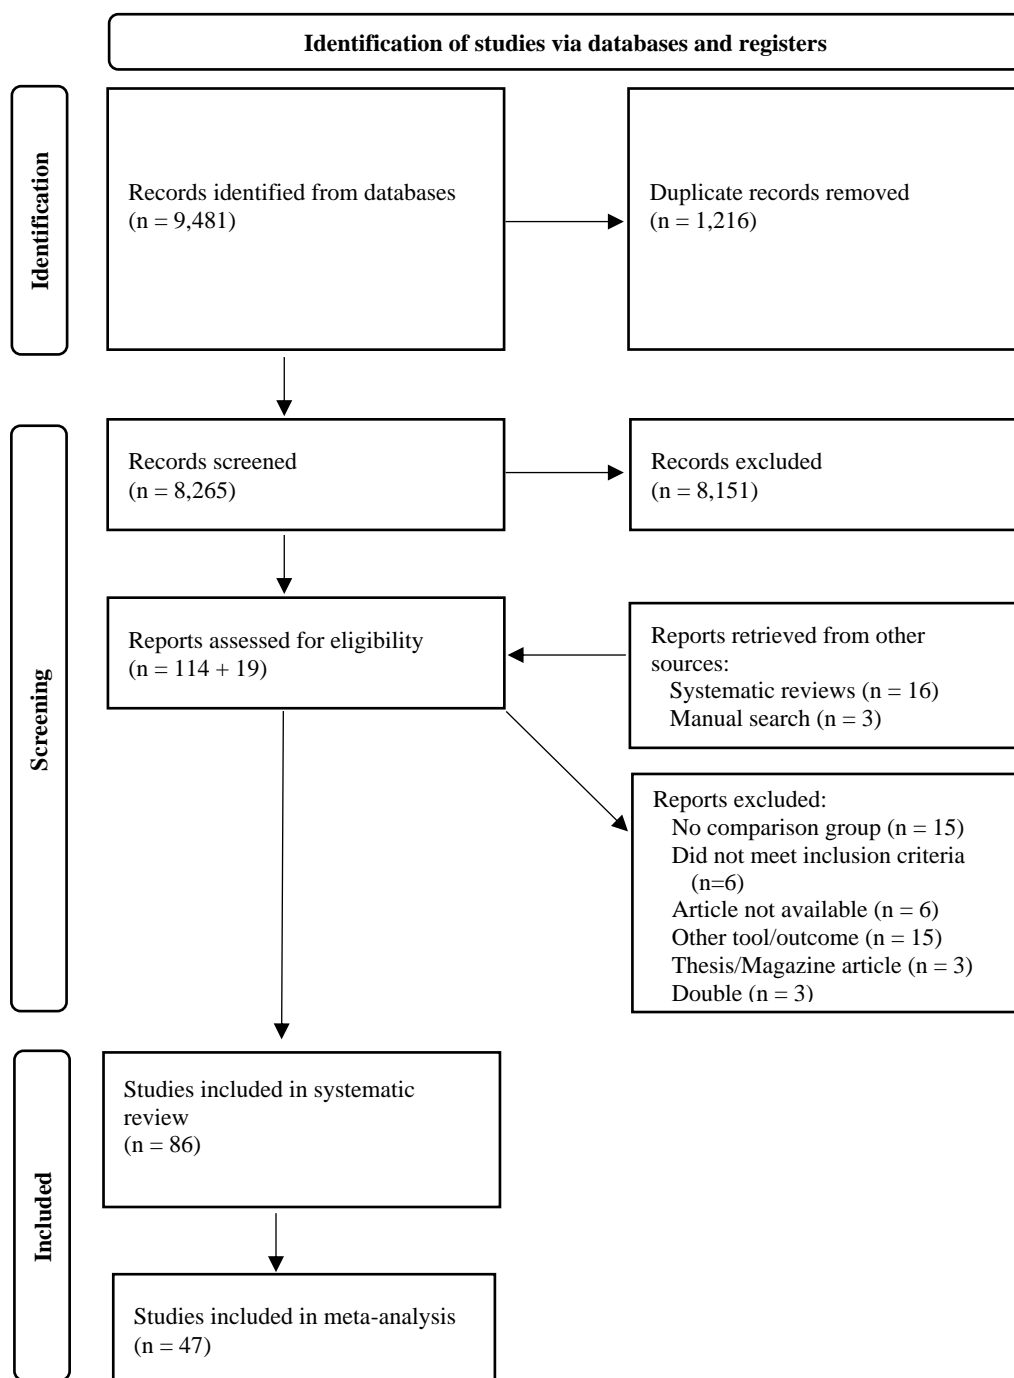 Identification of studies via databases and registers
Identification
Records identified from databases
(n = 9,481)
Duplicate records removed
(n = 1,216)
Screening
Records screened
(n = 8,265)
Records excluded
(n = 8,151)
Reports assessed for eligibility
(n = 114 + 19)
Reports retrieved from other
sources:
Systematic reviews (n = 16)
Manual search (n = 3)
Reports excluded:
No comparison group (n = 15)
Did not meet inclusion criteria
(n=6)
Article not available (n = 6)
Other tool/outcome (n = 15)
Thesis/Magazine article (n = 3)
Double (n = 3)
Included
Studies included in systematic
review
(n = 86)
Studies included in meta-analysis
(n = 47)